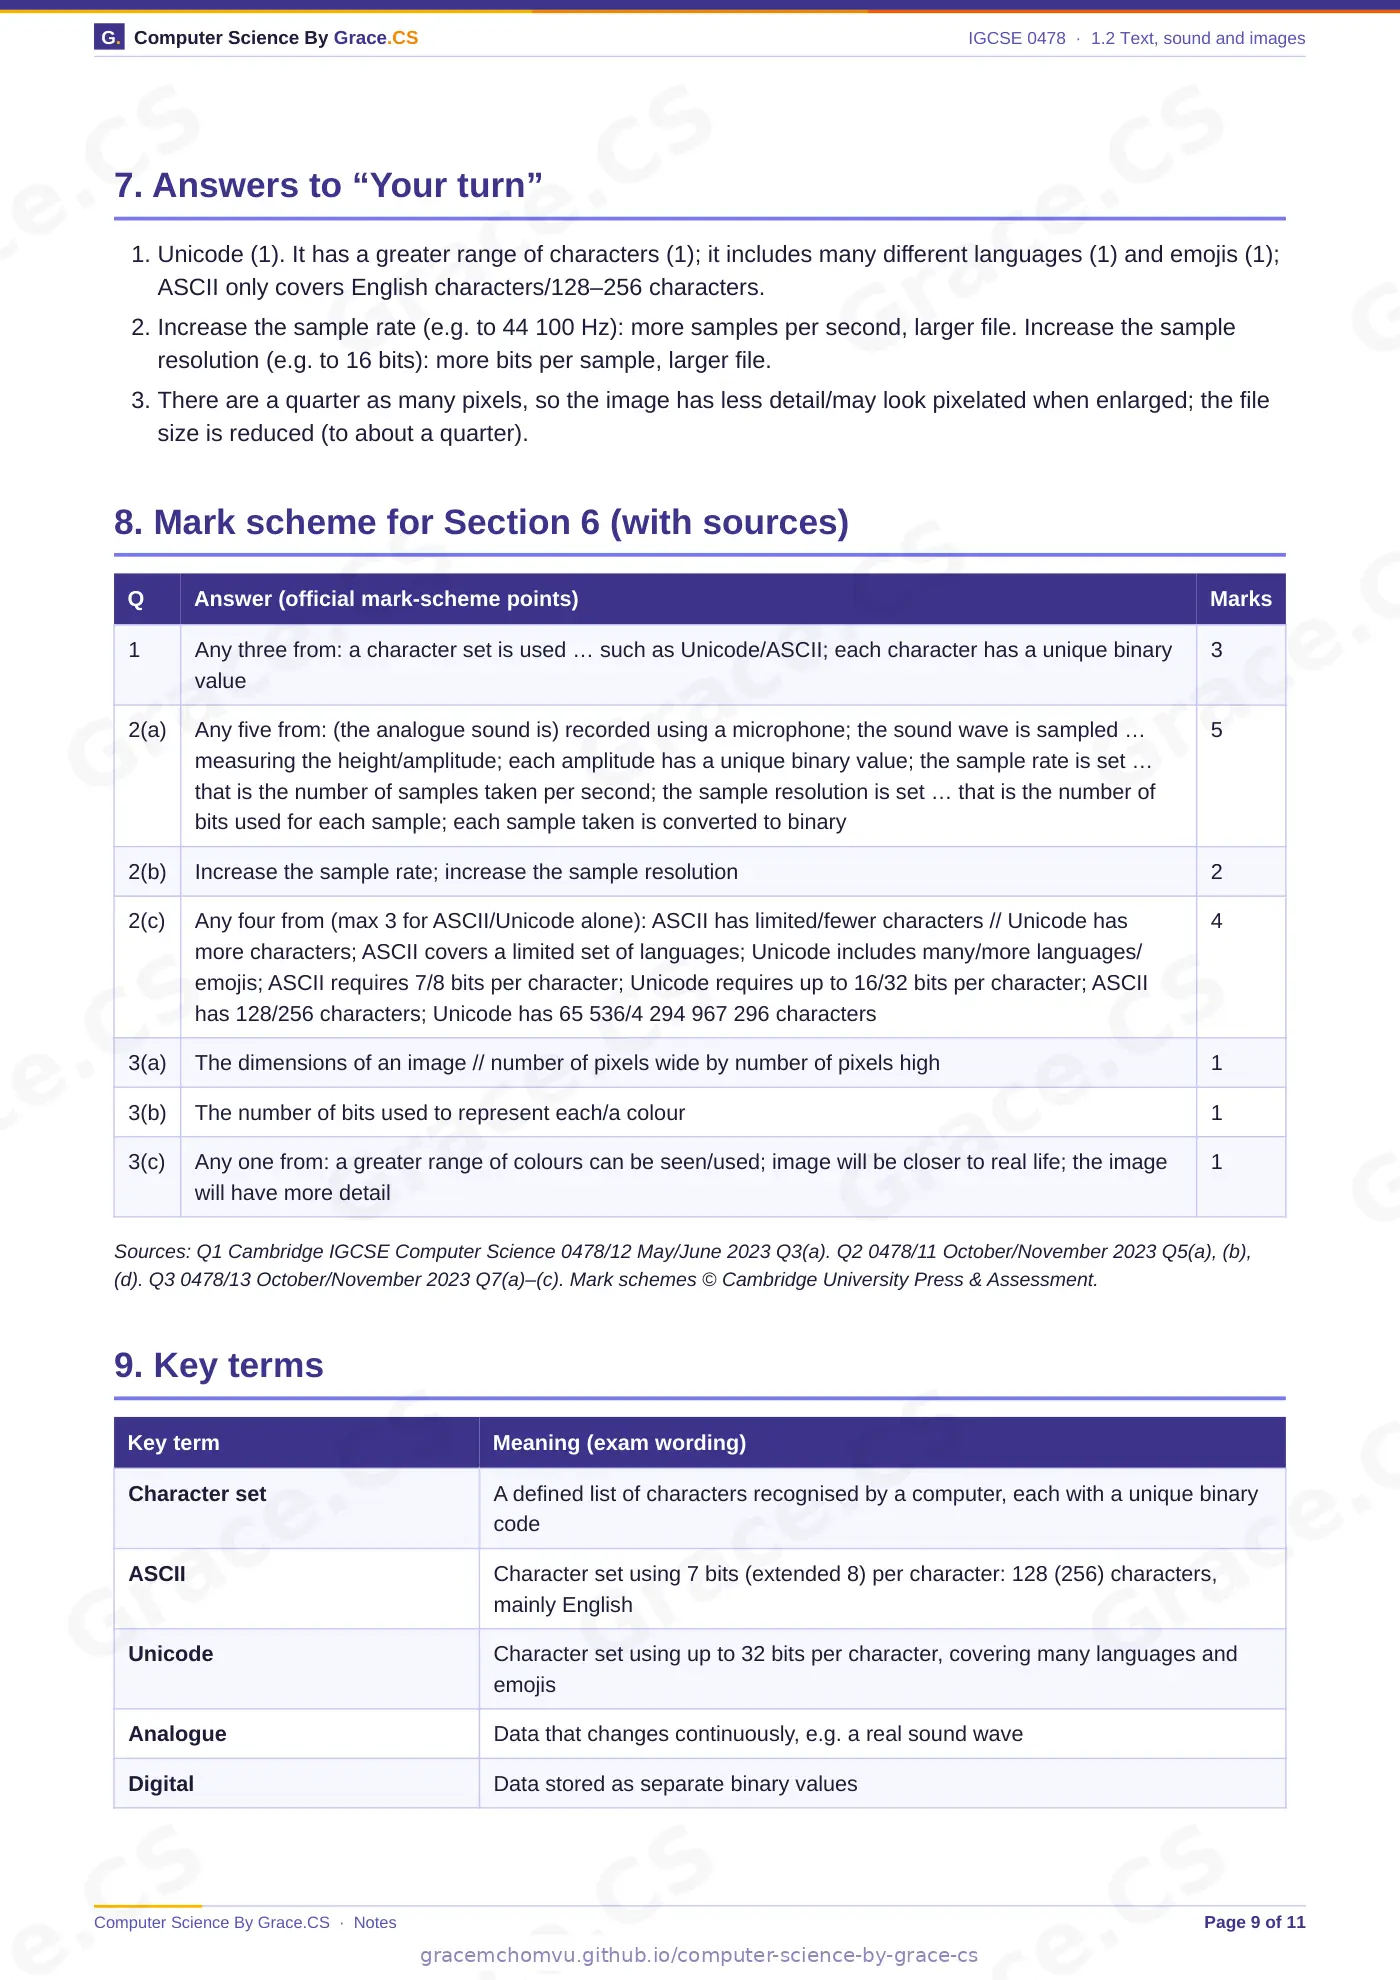 G. Computer Science By Grace.CS
IGCSE 0478 · 1.2 Text, sound and images
7. Answers to “Your turn”
1. Unicode (1). It has a greater range of characters (1); it includes many different languages (1) and emojis (1);
ASCII only covers English characters/128–256 characters.
2. Increase the sample rate (e.g. to 44 100 Hz): more samples per second, larger file. Increase the sample
resolution (e.g. to 16 bits): more bits per sample, larger file.
3. There are a quarter as many pixels, so the image has less detail/may look pixelated when enlarged; the file
size is reduced (to about a quarter).
8. Mark scheme for Section 6 (with sources)
Q Answer (official mark-scheme points) Marks
1 Any three from: a character set is used … such as Unicode/ASCII; each character has a unique binary 3
value
2(a) Any five from: (the analogue sound is) recorded using a microphone; the sound wave is sampled … 5
measuring the height/amplitude; each amplitude has a unique binary value; the sample rate is set …
that is the number of samples taken per second; the sample resolution is set … that is the number of
bits used for each sample; each sample taken is converted to binary
2(b) Increase the sample rate; increase the sample resolution 2
2(c) Any four from (max 3 for ASCII/Unicode alone): ASCII has limited/fewer characters // Unicode has 4
more characters; ASCII covers a limited set of languages; Unicode includes many/more languages/
emojis; ASCII requires 7/8 bits per character; Unicode requires up to 16/32 bits per character; ASCII
has 128/256 characters; Unicode has 65 536/4 294 967 296 characters
3(a) The dimensions of an image // number of pixels wide by number of pixels high 1
3(b) The number of bits used to represent each/a colour 1
3(c) Any one from: a greater range of colours can be seen/used; image will be closer to real life; the image 1
will have more detail
Sources: Q1 Cambridge IGCSE Computer Science 0478/12 May/June 2023 Q3(a). Q2 0478/11 October/November 2023 Q5(a), (b),
(d). Q3 0478/13 October/November 2023 Q7(a)–(c). Mark schemes © Cambridge University Press & Assessment.
9. Key terms
Key term Meaning (exam wording)
Character set A defined list of characters recognised by a computer, each with a unique binary
code
ASCII Character set using 7 bits (extended 8) per character: 128 (256) characters,
mainly English
Unicode Character set using up to 32 bits per character, covering many languages and
emojis
Analogue Data that changes continuously, e.g. a real sound wave
Digital Data stored as separate binary values
Computer Science By Grace.CS · Notes
Page 9 of 11
gracemchomvu.github.io/computer-science-by-grace-cs